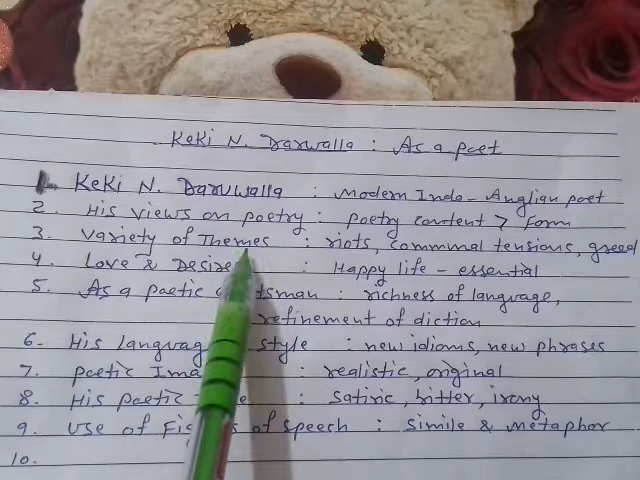 Keki N. Daruwalla : As a poet
1. Keki N. Daruwalla : Modern Indo-Anglian poet
2. His views on poetry : poetry content > Form
3. Variety of Themes : riots, communal tensions, greed
4. Love & Desire : Happy life - essential
5. As a poetic : richness of language,
refinement of diction
6. His style : new idioms, new phrases
7. Poetic : realistic, original
8. His Poetic : satiric, bitter, irony
9. Use of of speech : simile & metaphor
10.